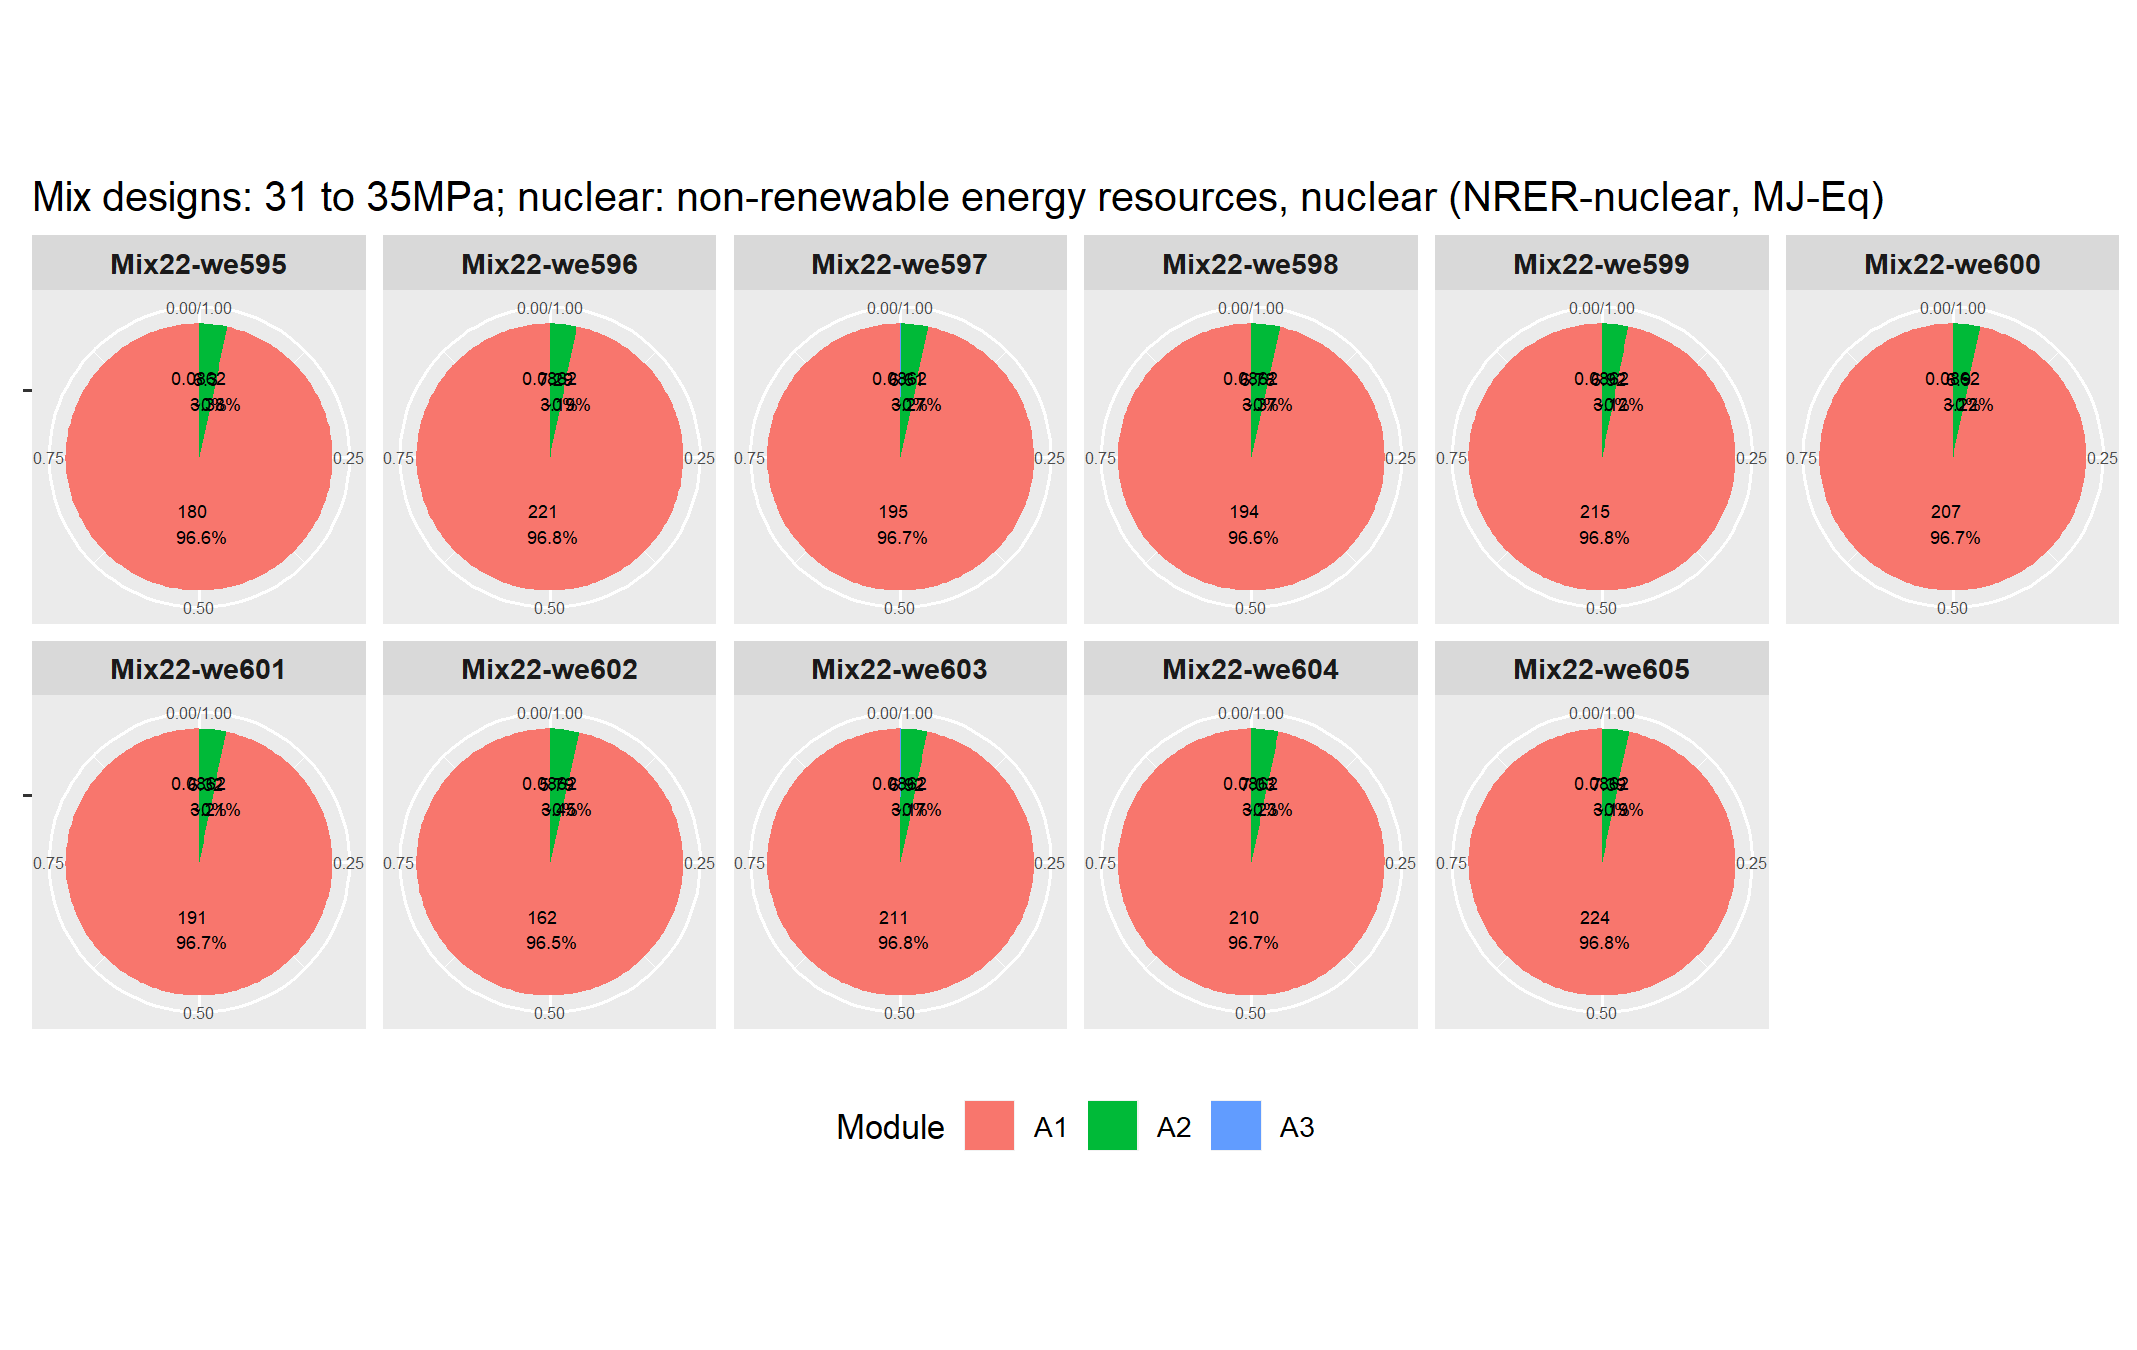 Mix designs: 31 to 35MPa; nuclear: non-renewable energy resources, nuclear (NRER-nuclear, MJ-Eq)
Mix22-we595 Mix22-we596 Mix22-we597 Mix22-we598 Mix22-we599 Mix22-we600
0.00/1.00 0.00/1.00 0.00/1.00 0.00/1.00 0.00/1.00 0.00/1.00
0.75 0.25 0.75 0.25 0.75 0.25 0.75 0.25 0.75 0.25 0.75 0.25
180 221 195 194 215 207
96.6% 96.8% 96.7% 96.6% 96.8% 96.7%
0.50 0.50 0.50 0.50 0.50 0.50
Mix22-we601 Mix22-we602 Mix22-we603 Mix22-we604 Mix22-we605
0.00/1.00 0.00/1.00 0.00/1.00 0.00/1.00 0.00/1.00
0.75 0.25 0.75 0.25 0.75 0.25 0.75 0.25 0.75 0.25
191 162 211 210 224
96.7% 96.5% 96.8% 96.7% 96.8%
0.50 0.50 0.50 0.50 0.50
Module A1 A2 A3